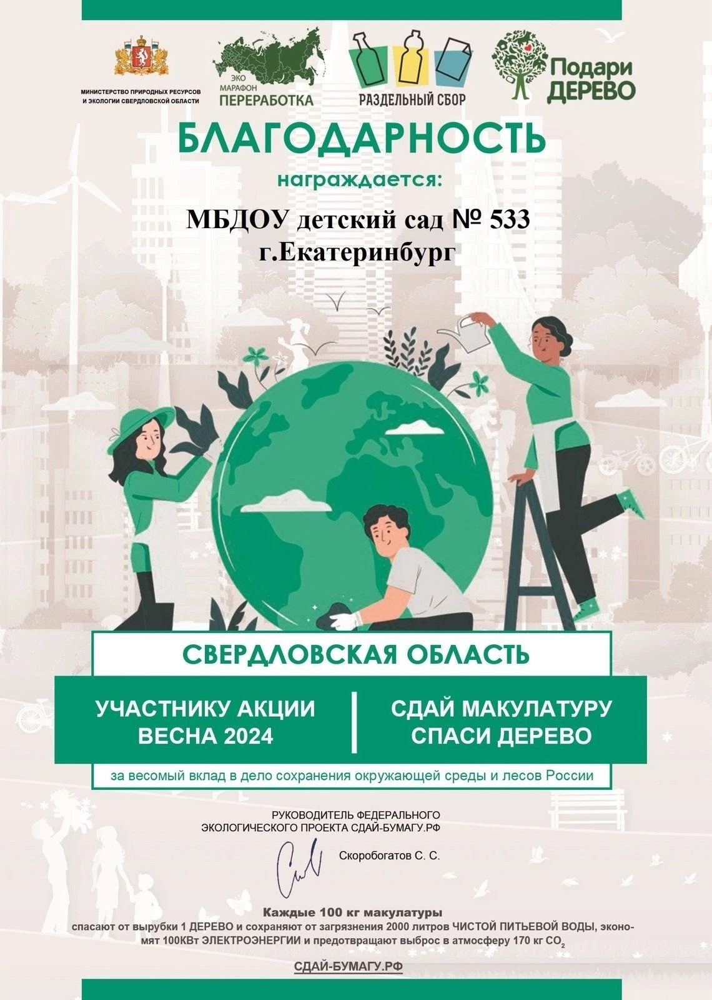 МИНИСТЕРСТВО ПРИРОДНЫХ РЕСУРСОВ
И ЭКОЛОГИИ СВЕРДЛОВСКОЙ ОБЛАСТИ
ЭКО
МАРАФОН
ПЕРЕРАБОТКА
РАЗДЕЛЬНЫЙ СБОР
Подари
ДЕРЕВО
БЛАГОДАРНОСТЬ
награждается:
МБДОУ детский сад № 533
г.Екатеринбург
СВЕРДЛОВСКАЯ ОБЛАСТЬ
УЧАСТНИКУ АКЦИИ
ВЕСНА 2024
СДАЙ МАКУЛАТУРУ
СПАСИ ДЕРЕВО
за весомый вклад в дело сохранения окружающей среды и лесов России
РУКОВОДИТЕЛЬ ФЕДЕРАЛЬНОГО
ЭКОЛОГИЧЕСКОГО ПРОЕКТА СДАЙ-БУМАГУ.РФ
Скоробогатов С. С.
Каждые 100 кг макулатуры
спасают от вырубки 1 ДЕРЕВО и сохраняют от загрязнения 2000 литров ЧИСТОЙ ПИТЬЕВОЙ ВОДЫ, эконо-
мят 100КВт ЭЛЕКТРОЭНЕРГИИ и предотвращают выброс в атмосферу 170 кг CO2
СДАЙ-БУМАГУ.РФ